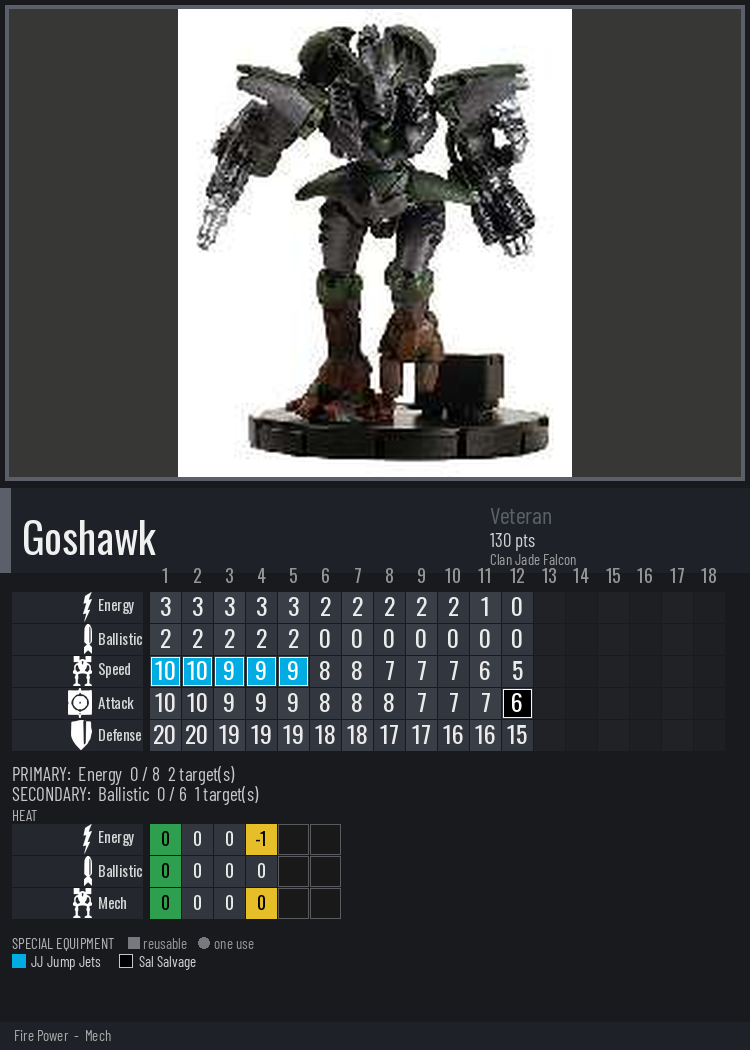 Goshawk
Veteran
130 pts
Clan Jade Falcon
1 2 3 4 5 6 7 8 9 10 11 12 13 14 15 16 17 18
Energy 3 3 3 3 3 2 2 2 2 2 1 0
Ballistic 2 2 2 2 2 0 0 0 0 0 0 0
Speed 10 10 9 9 9 8 8 7 7 7 6 5
Attack 10 10 9 9 9 8 8 8 7 7 7 6
Defense 20 20 19 19 19 18 18 17 17 16 16 15
PRIMARY: Energy 0 / 8 2 target(s)
SECONDARY: Ballistic 0 / 6 1 target(s)
HEAT
Energy 0 0 0 -1
Ballistic 0 0 0 0
Mech 0 0 0 0
SPECIAL EQUIPMENT reusable one use
JJ Jump Jets Sal Salvage
Fire Power - Mech